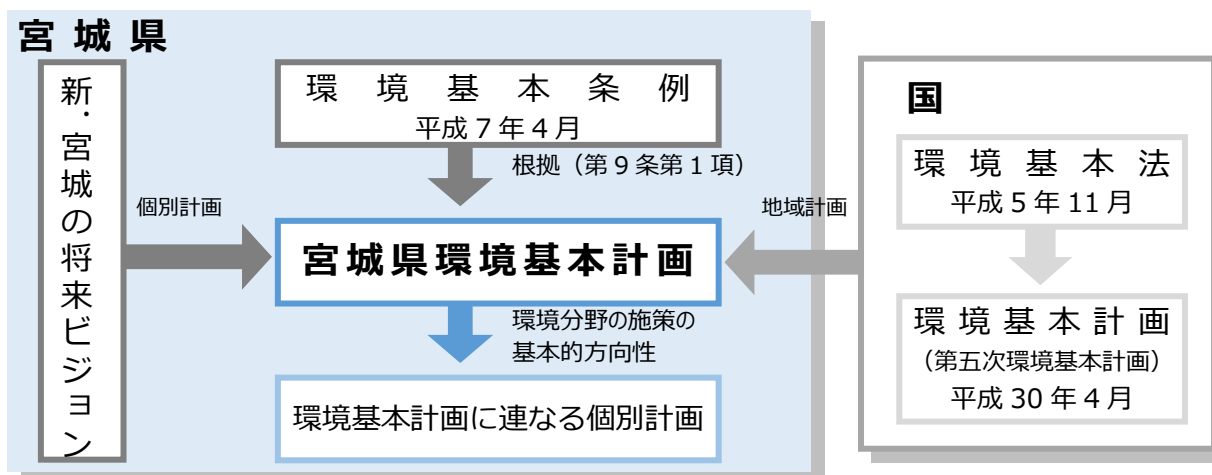 宮城県
新・宮城の将来ビジョン
環境基本条例
平成7年4月
根拠（第9条第1項）
個別計画
宮城県環境基本計画
地域計画
環境分野の施策の
基本的方向性
環境基本計画に連なる個別計画
国
環境基本法
平成5年11月
環境基本計画
（第五次環境基本計画）
平成30年4月